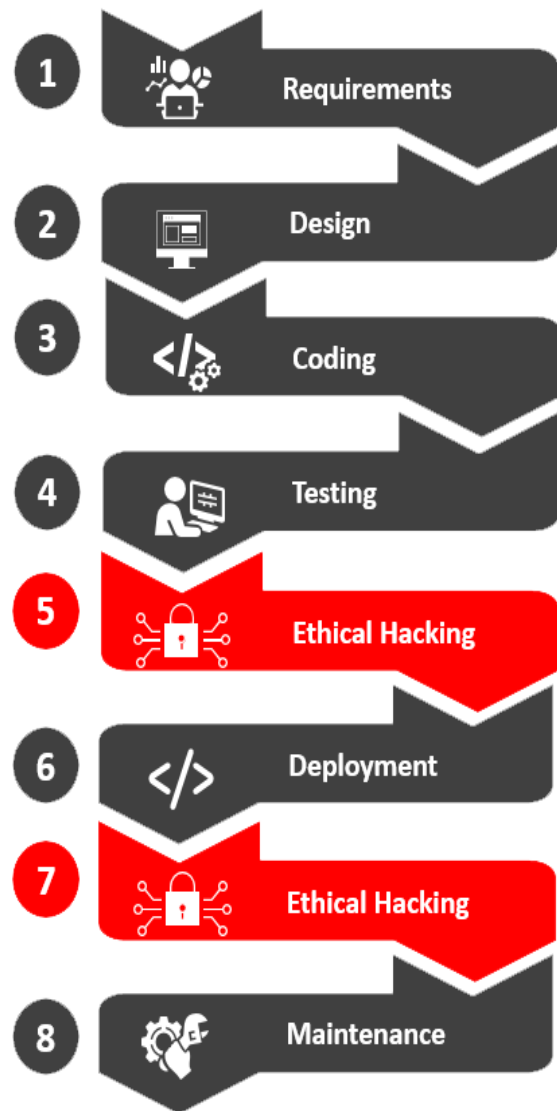 1
Requirements
2
Design
3
Coding
4
Testing
5
Ethical Hacking
6
Deployment
7
Ethical Hacking
8
Maintenance